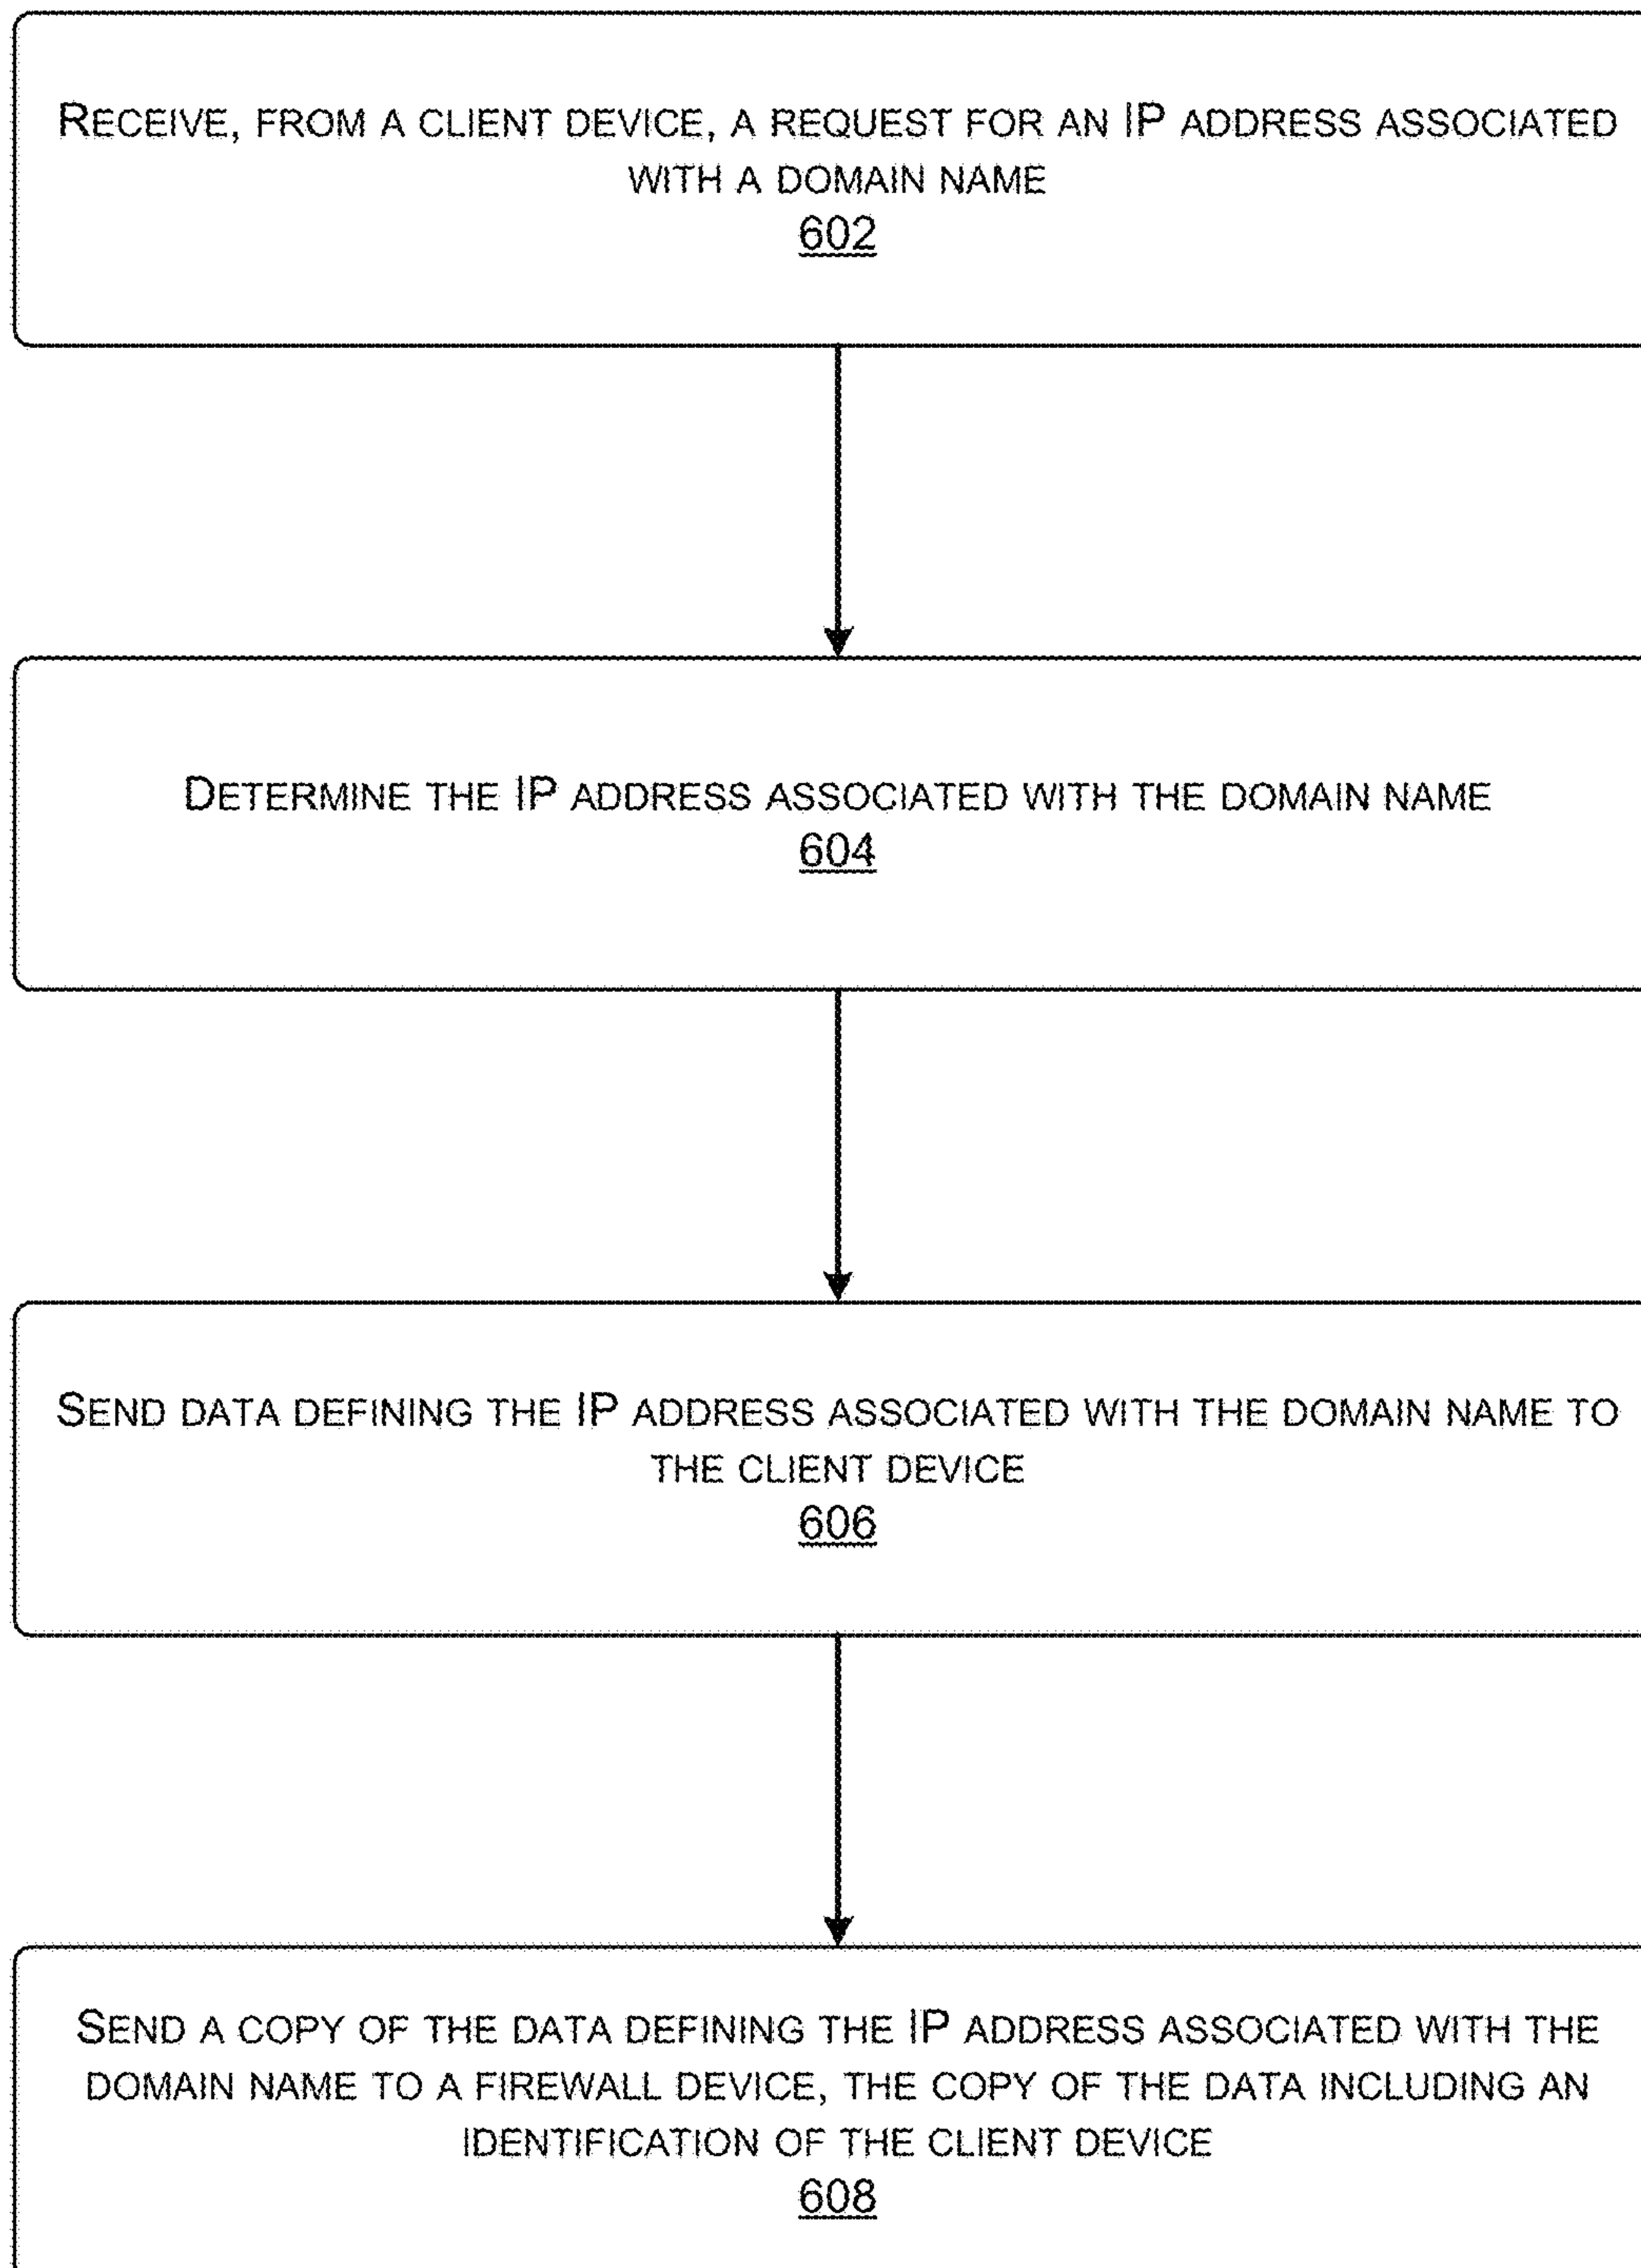 RECEIVE, FROM A CLIENT DEVICE, A REQUEST FOR AN IP ADDRESS ASSOCIATED
WITH A DOMAIN NAME
602
DETERMINE THE IP ADDRESS ASSOCIATED WITH THE DOMAIN NAME
604
SEND DATA DEFINING THE IP ADDRESS ASSOCIATED WITH THE DOMAIN NAME TO
THE CLIENT DEVICE
606
SEND A COPY OF THE DATA DEFINING THE IP ADDRESS ASSOCIATED WITH THE
DOMAIN NAME TO A FIREWALL DEVICE, THE COPY OF THE DATA INCLUDING AN
IDENTIFICATION OF THE CLIENT DEVICE
608